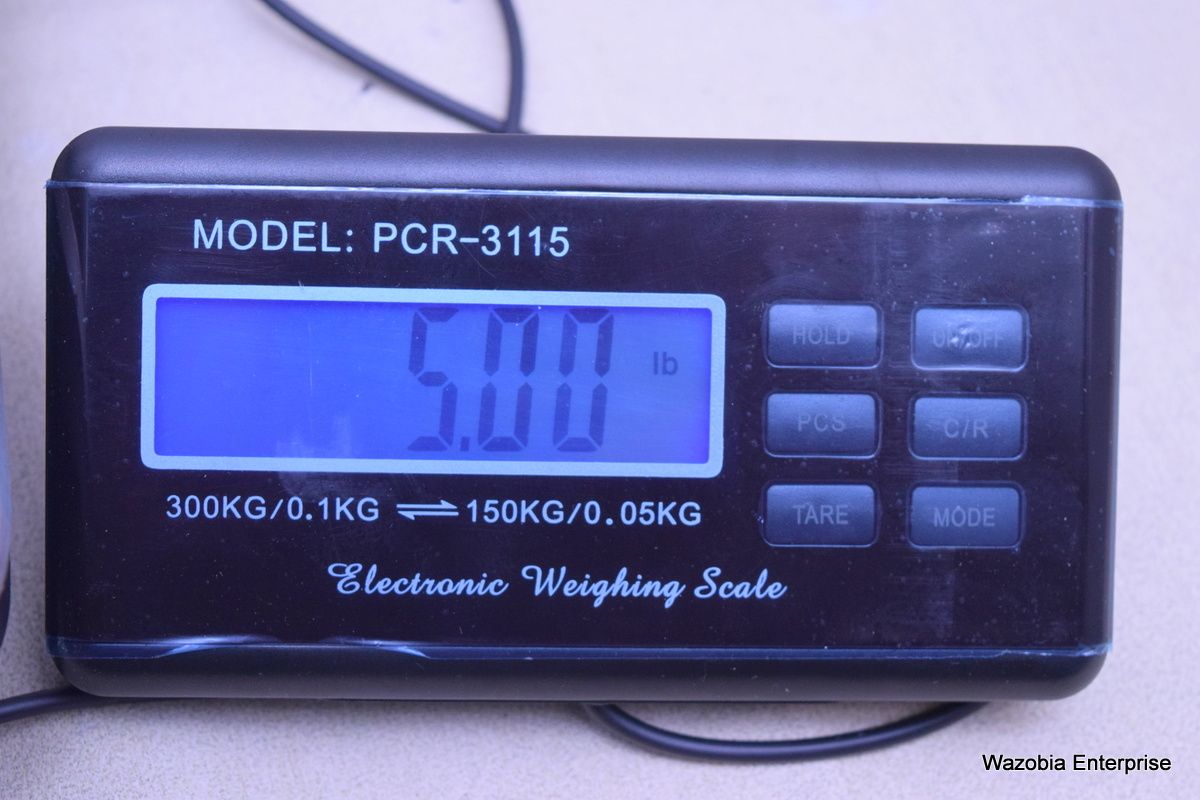 MODEL: PCR-3115
5.00 lb
HOLD ON/OFF
PCS C/R
TARE MODE
300KG/0.1KG ⇌ 150KG/0.05KG
Electronic Weighing Scale
Wazobia Enterprise